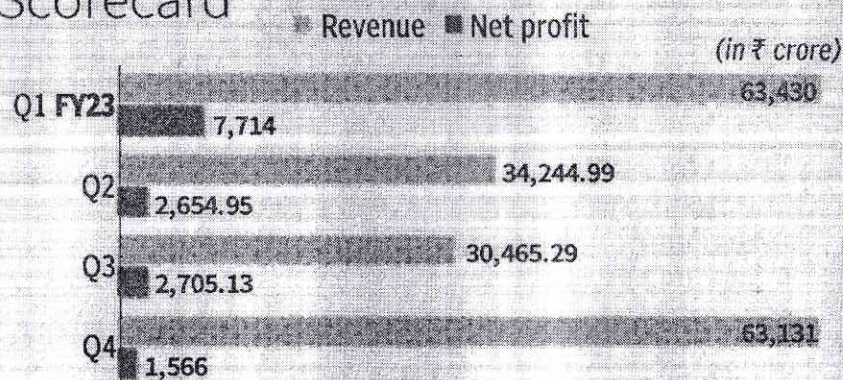 Scorecard
Revenue Net profit
(in ₹ crore)
Q1 FY23 63,430
7,714
Q2 34,244.99
2,654.95
Q3 30,465.29
2,705.13
Q4 63,131
1,566